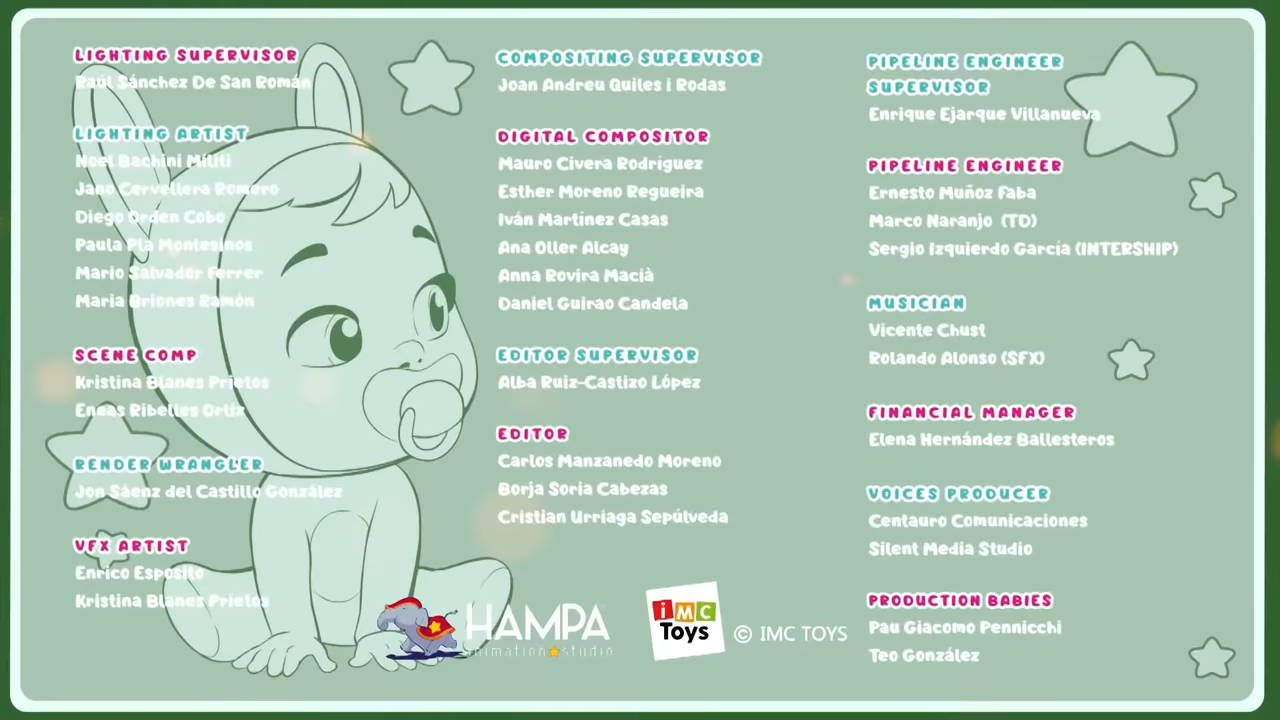 LIGHTING SUPERVISOR
Raúl Sánchez De San Román
LIGHTING ARTIST
Noel Bachini Militi
Jano Cervellera Romero
Diego Orden Cobo
Paula Pla Montesinos
Mario Salvador Ferrer
Maria Briones Ramón
SCENE COMP
Kristina Blanes Prietos
Eneas Ribelles Ortiz
RENDER WRANGLER
Jon Sáenz del Castillo González
VFX ARTIST
Enrico Esposito
Kristina Blanes Prietos
COMPOSITING SUPERVISOR
Joan Andreu Quiles i Rodas
DIGITAL COMPOSITOR
Mauro Civera Rodríguez
Esther Moreno Regueira
Iván Martínez Casas
Ana Oller Alcay
Anna Rovira Macià
Daniel Guirao Candela
EDITOR SUPERVISOR
Alba Ruiz-Castizo López
EDITOR
Carlos Manzanedo Moreno
Borja Soria Cabezas
Cristian Urriaga Sepúlveda
PIPELINE ENGINEER
SUPERVISOR
Enrique Ejarque Villanueva
PIPELINE ENGINEER
Ernesto Muñoz Faba
Marco Naranjo (TD)
Sergio Izquierdo García (INTERSHIP)
MUSICIAN
Vicente Chust
Rolando Alonso (SFX)
FINANCIAL MANAGER
Elena Hernández Ballesteros
VOICES PRODUCER
Centauro Comunicaciones
Silent Media Studio
PRODUCTION BABIES
Pau Giacomo Pennicchi
Teo González
HAMPA
animation studio
imc
Toys
© IMC TOYS